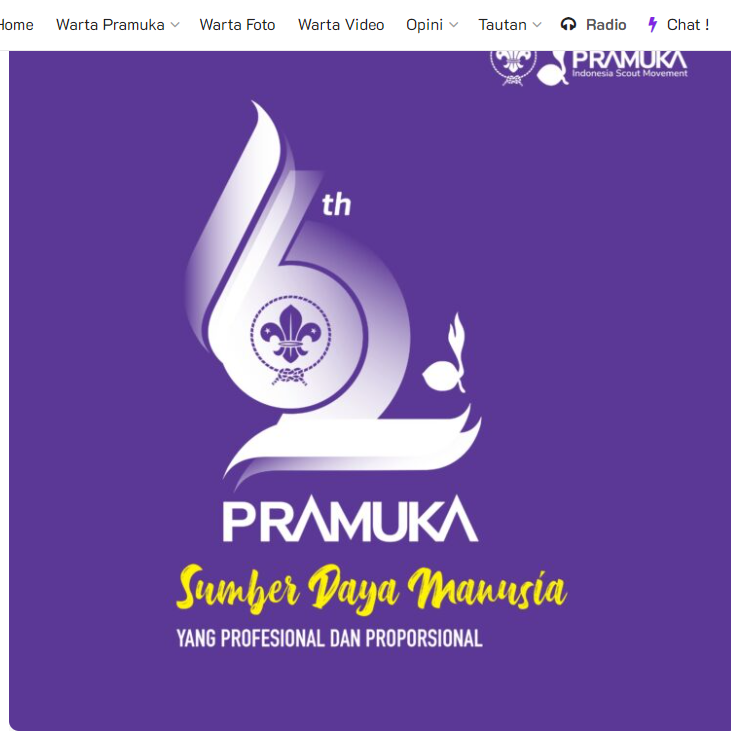 Home Warta Pramuka Warta Foto Warta Video Opini Tautan Radio Chat !
PRAMUKA
Indonesia Scout Movement
62 th
PRAMUKA
Sumber Daya Manusia
YANG PROFESIONAL DAN PROPORSIONAL